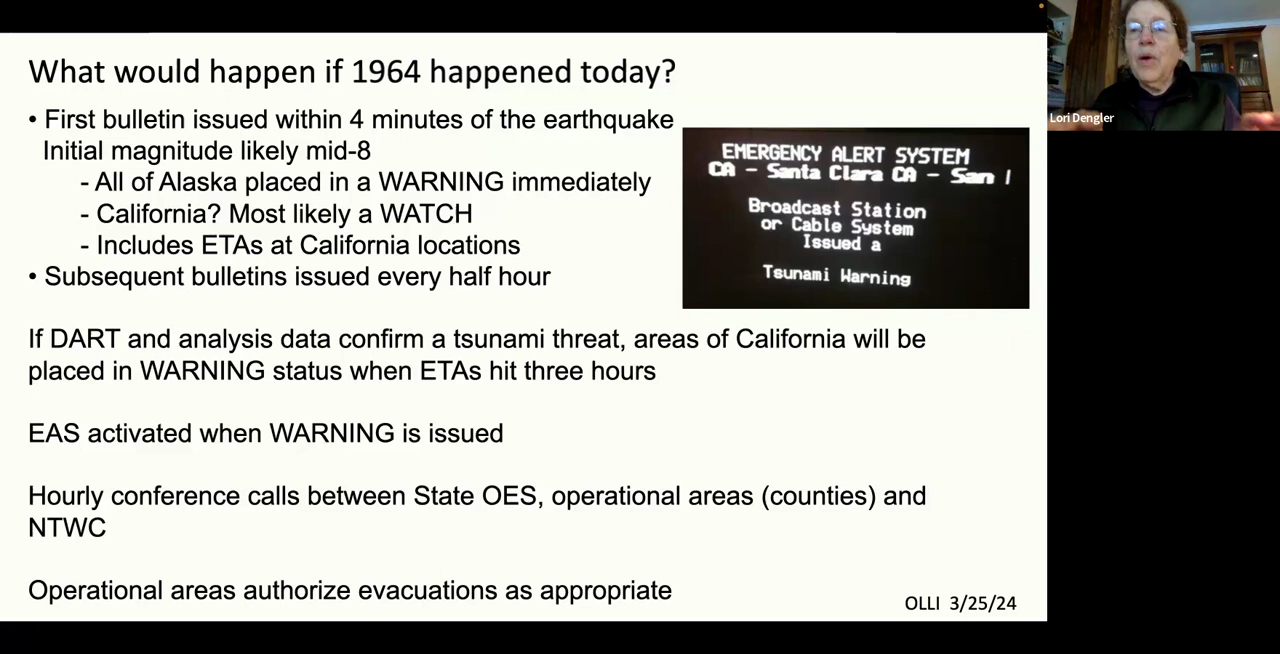 What would happen if 1964 happened today?
• First bulletin issued within 4 minutes of the earthquake
Initial magnitude likely mid-8
- All of Alaska placed in a WARNING immediately
- California? Most likely a WATCH
- Includes ETAs at California locations
• Subsequent bulletins issued every half hour
EMERGENCY ALERT SYSTEM
CA - Santa Clara CA - San
Broadcast Station
or Cable System
Issued a
Tsunami Warning
If DART and analysis data confirm a tsunami threat, areas of California will be
placed in WARNING status when ETAs hit three hours
EAS activated when WARNING is issued
Hourly conference calls between State OES, operational areas (counties) and
NTWC
Operational areas authorize evacuations as appropriate
OLLI 3/25/24
Lori Dengler